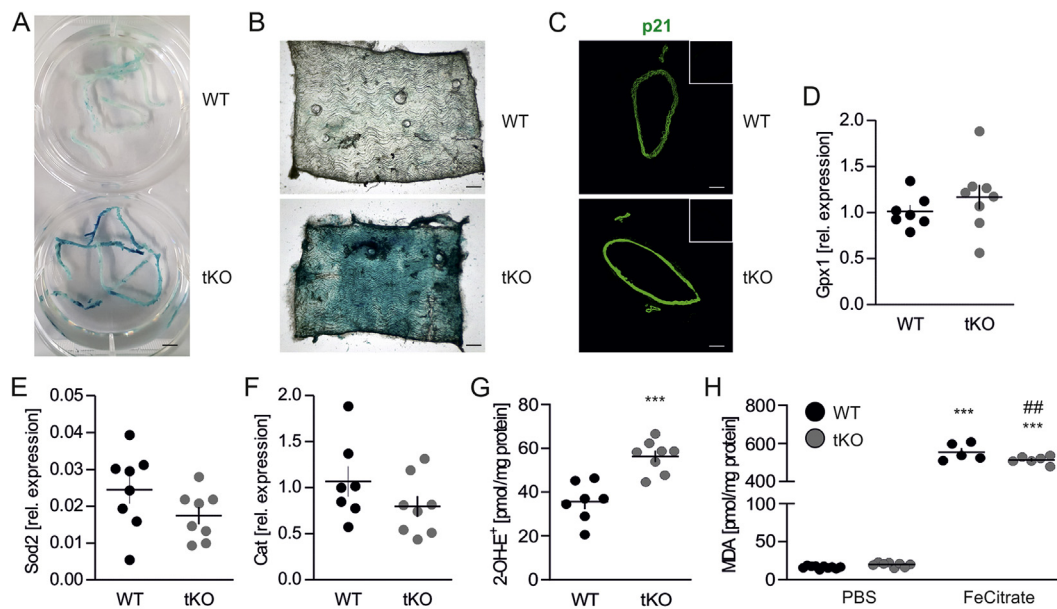 A
WT
tKO
B
WT
tKO
C
p21
WT
tKO
D
Gpx1 [rel. expression]
2.0
1.5
1.0
0.5
0.0
WT tKO
E
Sod2 [rel. expression]
0.05
0.04
0.03
0.02
0.01
0.00
WT tKO
F
Cat [rel. expression]
2.0
1.5
1.0
0.5
0.0
WT tKO
G
2-OH-E+ [pmol/mg protein]
80
60
40
20
0
***
WT tKO
H
MDA [pmol/mg protein]
800
600
400
100
50
0
WT
tKO
***
##
***
PBS FeCitrate